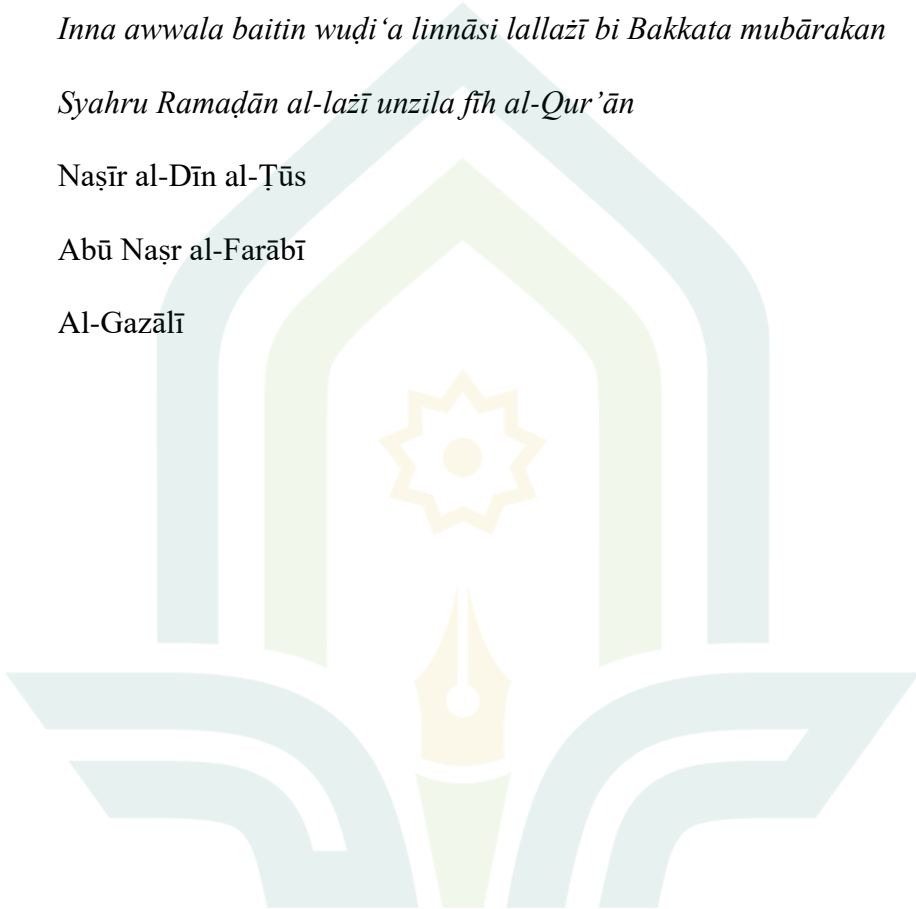 Inna awwala baitin wuḍi‘a linnāsi lallażī bi Bakkata mubārakan
Syahru Ramaḍān al-lażī unzila fīh al-Qur’ān
Naṣīr al-Dīn al-Ṭūs
Abū Naṣr al-Farābī
Al-Gazālī